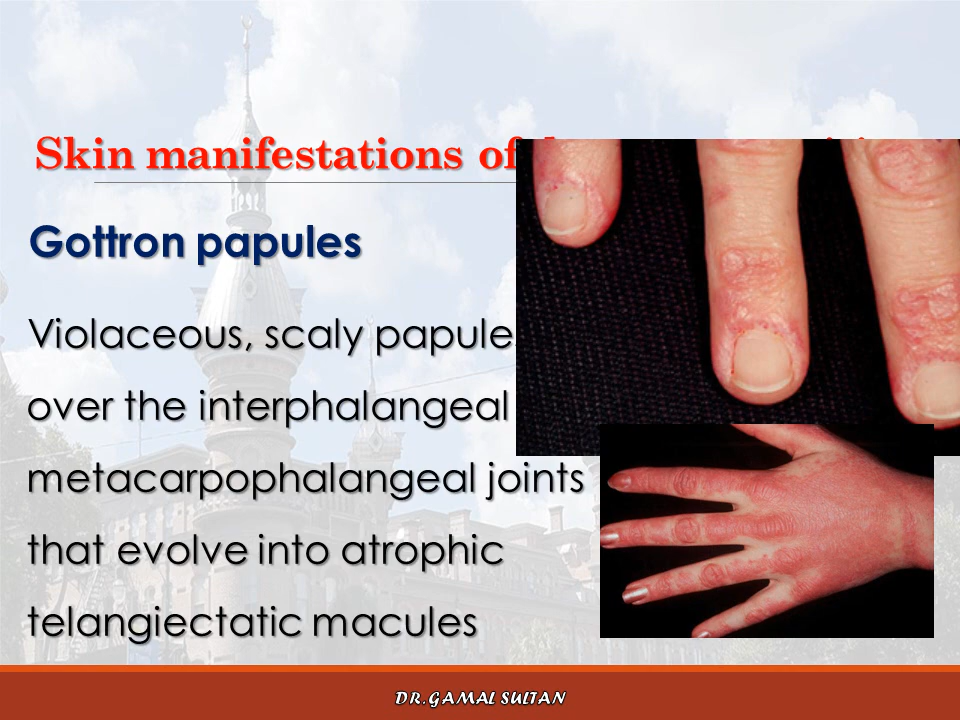 Skin manifestations of
Gottron papules
Violaceous, scaly papule
over the interphalangeal
metacarpophalangeal joints
that evolve into atrophic
telangiectatic macules
DR.GAMAL SULTAN